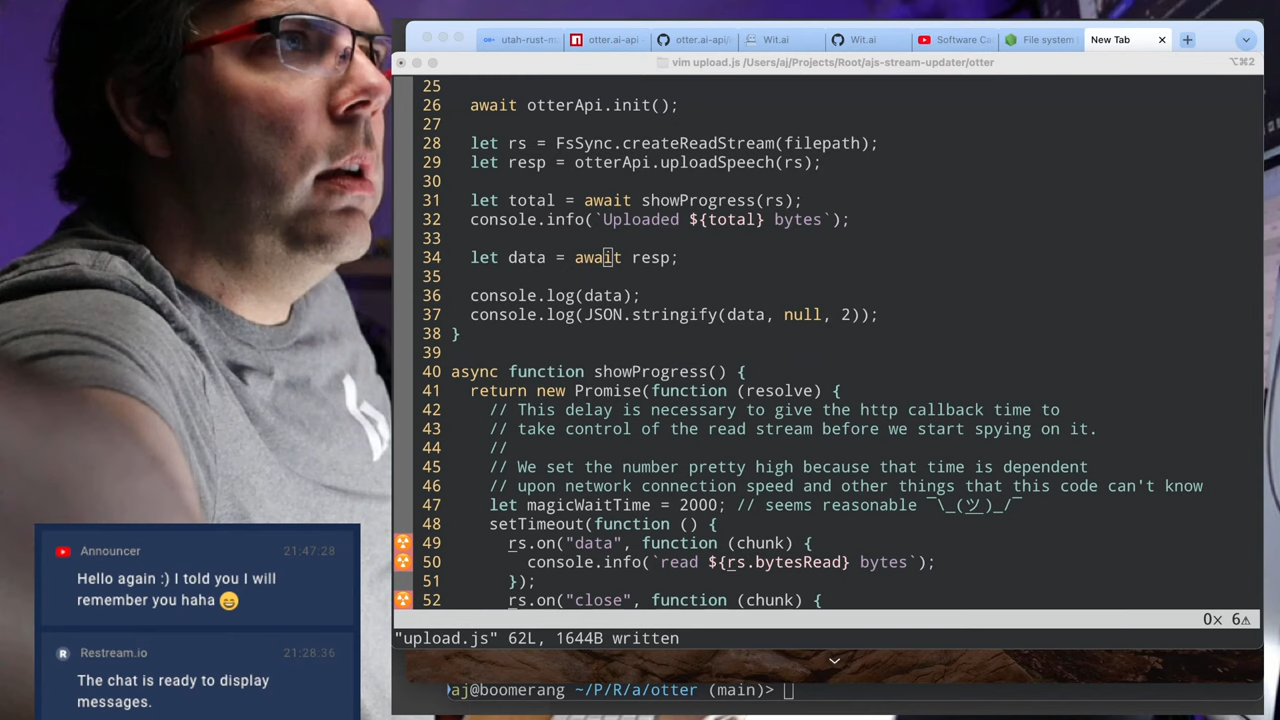 utah-rust-m
otter.ai-api
otter.ai-api/
Wit.ai
Wit.ai
Software Ca
File system
New Tab
vim upload.js /Users/aj/Projects/Root/ajs-stream-updater/otter
⌥⌘2
25
26 await otterApi.init();
27
28 let rs = FsSync.createReadStream(filepath);
29 let resp = otterApi.uploadSpeech(rs);
30
31 let total = await showProgress(rs);
32 console.info(`Uploaded ${total} bytes`);
33
34 let data = await resp;
35
36 console.log(data);
37 console.log(JSON.stringify(data, null, 2));
38 }
39
40 async function showProgress() {
41 return new Promise(function (resolve) {
42 // This delay is necessary to give the http callback time to
43 // take control of the read stream before we start spying on it.
44 //
45 // We set the number pretty high because that time is dependent
46 // upon network connection speed and other things that this code can't know
47 let magicWaitTime = 2000; // seems reasonable ¯\_(ツ)_/¯
48 setTimeout(function () {
49 rs.on("data", function (chunk) {
50 console.info(`read ${rs.bytesRead} bytes`);
51 });
52 rs.on("close", function (chunk) {
0× 6⚠
"upload.js" 62L, 1644B written
aj@boomerang ~/P/R/a/otter (main)>
Announcer 21:47:28
Hello again :) I told you I will
remember you haha 😄
R Restream.io 21:28:36
The chat is ready to display
messages.